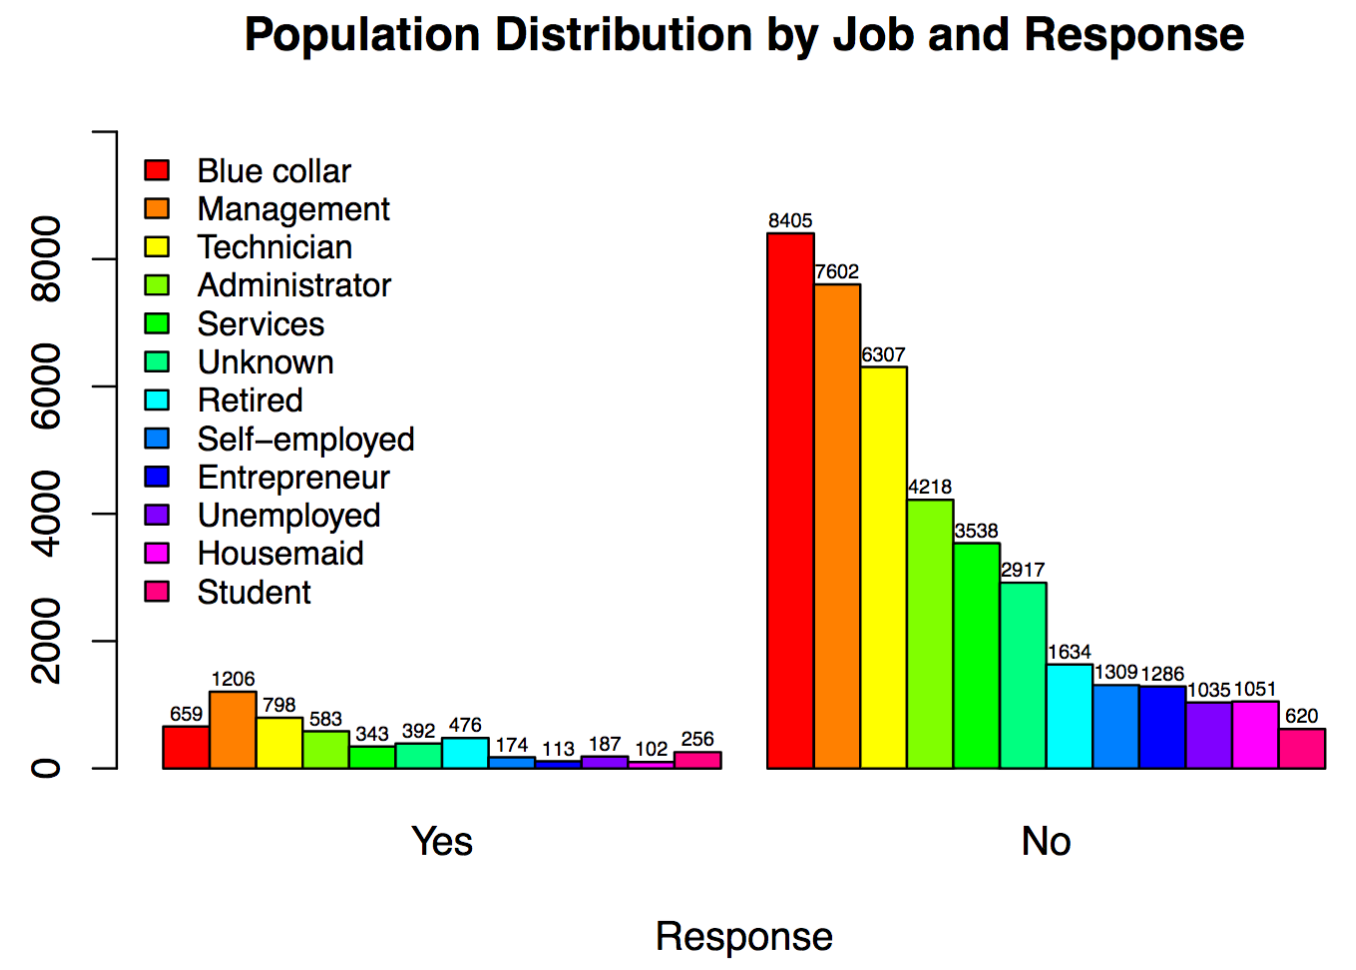 Population Distribution by Job and Response
8000
6000
4000
2000
0
Blue collar
Management
Technician
Administrator
Services
Unknown
Retired
Self−employed
Entrepreneur
Unemployed
Housemaid
Student
659
1206
798
583
343
392
476
174
113
187
102
256
8405
7602
6307
4218
3538
2917
1634
1309
1286
1035
1051
620
Yes
No
Response